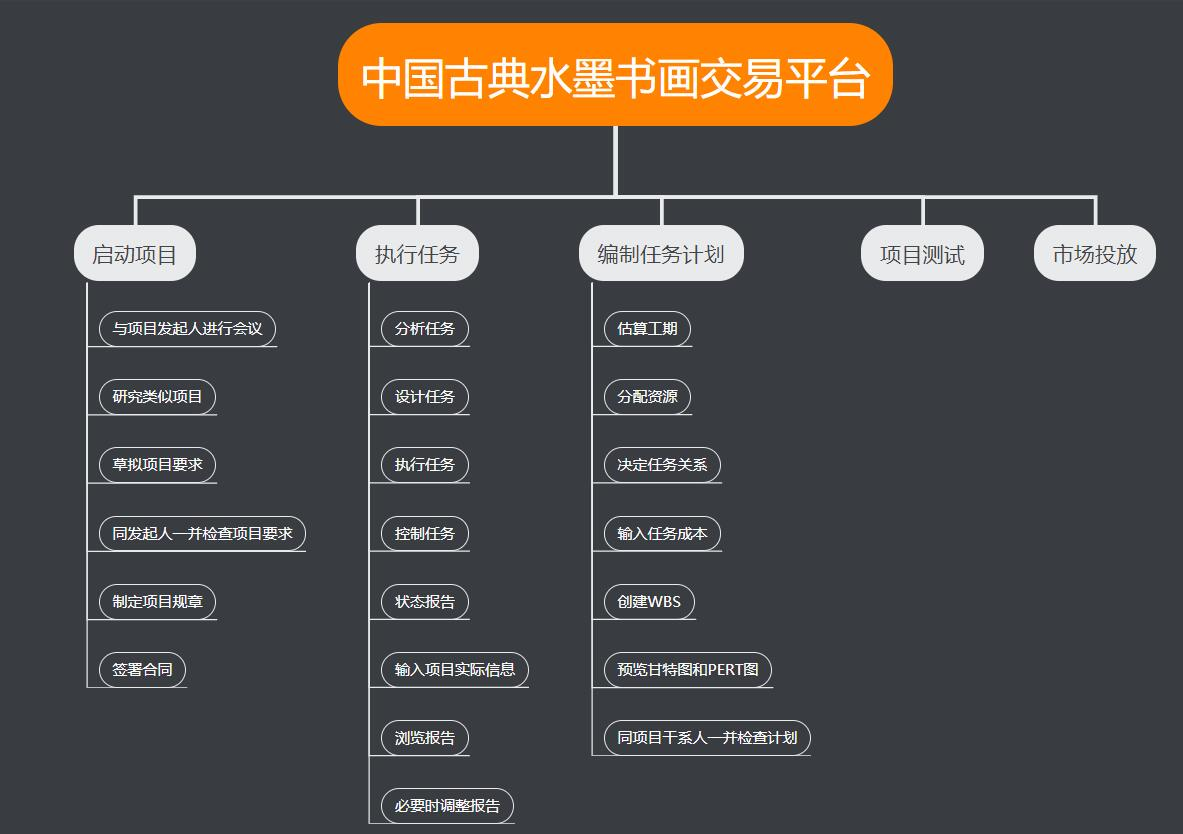 中国古典水墨书画交易平台
启动项目
与项目发起人进行会议
研究类似项目
草拟项目要求
同发起人一并检查项目要求
制定项目规章
签署合同
执行任务
分析任务
设计任务
执行任务
控制任务
状态报告
输入项目实际信息
浏览报告
必要时调整报告
编制任务计划
估算工期
分配资源
决定任务关系
输入任务成本
创建WBS
预览甘特图和PERT图
同项目干系人一并检查计划
项目测试
市场投放